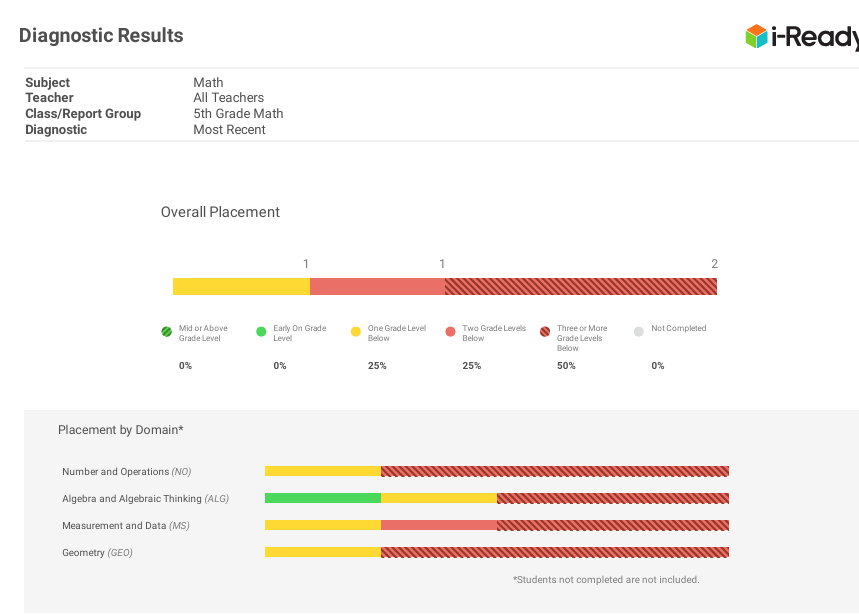 Diagnostic Results
i-Ready
Subject Math
Teacher All Teachers
Class/Report Group 5th Grade Math
Diagnostic Most Recent
Overall Placement
1 1 2
Mid or Above Grade Level
0%
Early On Grade Level
0%
One Grade Level Below
25%
Two Grade Levels Below
25%
Three or More Grade Levels Below
50%
Not Completed
0%
Placement by Domain*
Number and Operations (NO)
Algebra and Algebraic Thinking (ALG)
Measurement and Data (MS)
Geometry (GEO)
*Students not completed are not included.